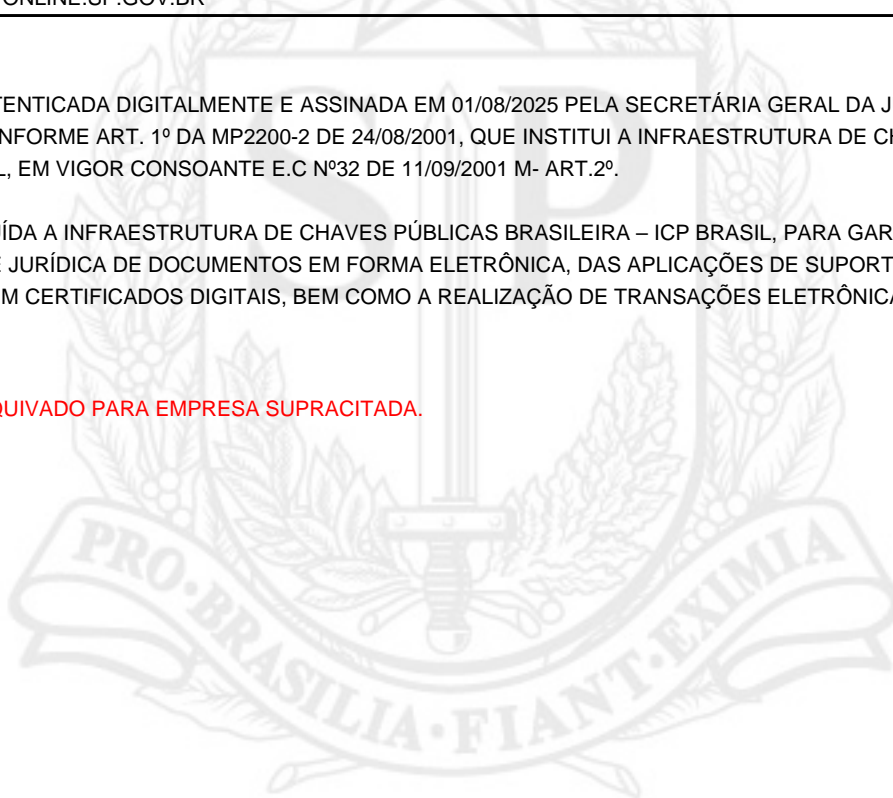 ONLINE.SP.GOV.BR
TENTICADA DIGITALMENTE E ASSINADA EM 01/08/2025 PELA SECRETÁRIA GERAL DA J
NFORME ART. 1º DA MP2200-2 DE 24/08/2001, QUE INSTITUI A INFRAESTRUTURA DE CH
L, EM VIGOR CONSOANTE E.C Nº32 DE 11/09/2001 M- ART.2º.
UÍDA A INFRAESTRUTURA DE CHAVES PÚBLICAS BRASILEIRA – ICP BRASIL, PARA GAR
E JURÍDICA DE DOCUMENTOS EM FORMA ELETRÔNICA, DAS APLICAÇÕES DE SUPORT
M CERTIFICADOS DIGITAIS, BEM COMO A REALIZAÇÃO DE TRANSAÇÕES ELETRÔNICA
QUIVADO PARA EMPRESA SUPRACITADA.
SP
PRO·BRASILIA·FIANT·EXIMIA